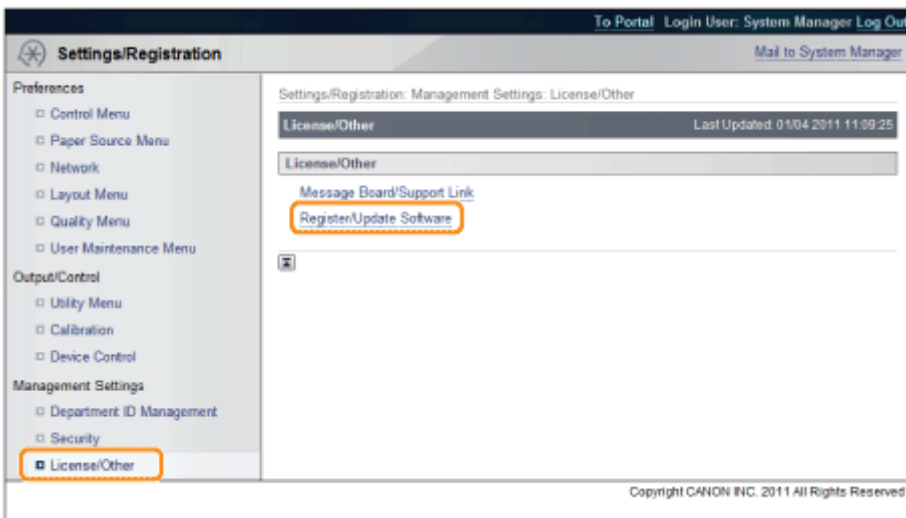 To Portal Login User: System Manager Log Out
Settings/Registration
Mail to System Manager
Preferences
Control Menu
Paper Source Menu
Network
Layout Menu
Quality Menu
User Maintenance Menu
Output/Control
Utility Menu
Calibration
Device Control
Management Settings
Department ID Management
Security
License/Other
Settings/Registration: Management Settings: License/Other
License/Other Last Updated: 01/04 2011 11:09:25
License/Other
Message Board/Support Link
Register/Update Software
Copyright CANON INC. 2011 All Rights Reserved